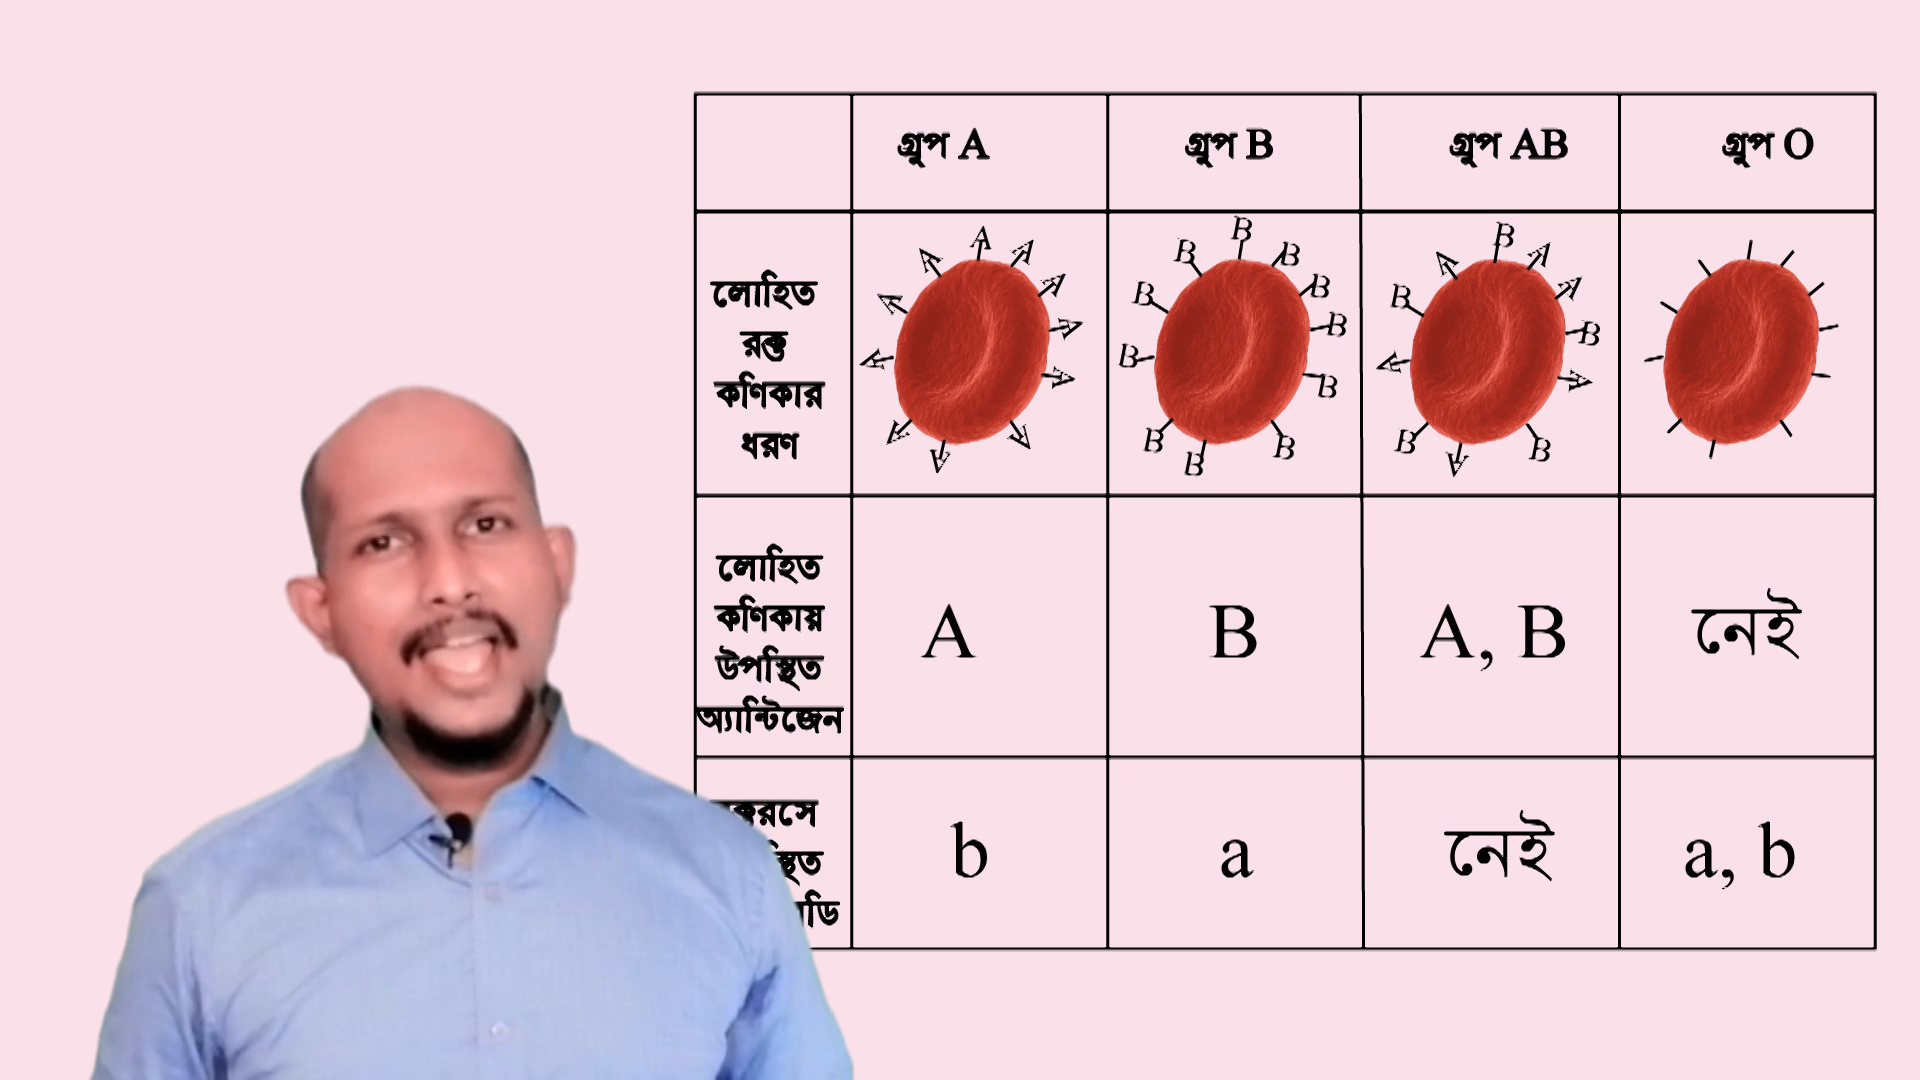 গ্রুপ A গ্রুপ B গ্রুপ AB গ্রুপ O
লোহিত
রক্ত
কণিকার
ধরণ
A A A A A A A A A A A
B B B B B B B B B B B
B A A B A B A A B B A
লোহিত
কণিকায়
উপস্থিত
অ্যান্টিজেন
A B A, B নেই
b a নেই a, b